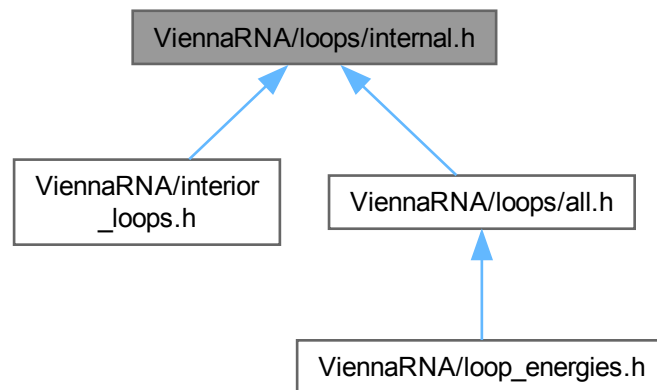 ViennaRNA/loops/internal.h
ViennaRNA/interior
_loops.h
ViennaRNA/loops/all.h
ViennaRNA/loop_energies.h